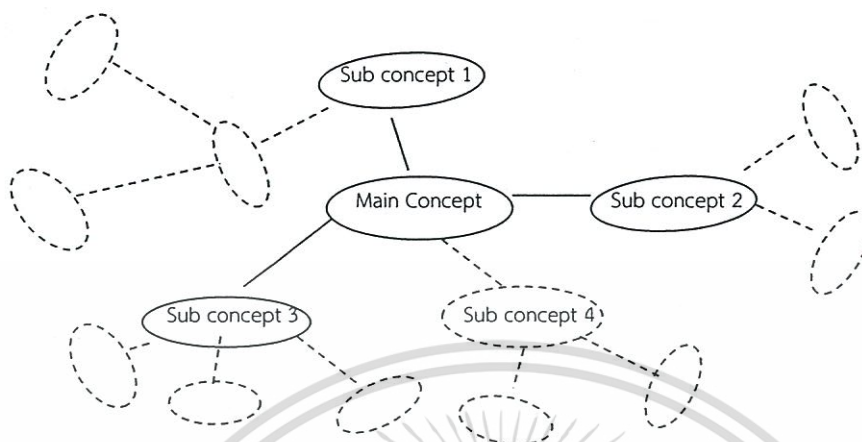 Sub concept 1
Main Concept
Sub concept 2
Sub concept 3
Sub concept 4